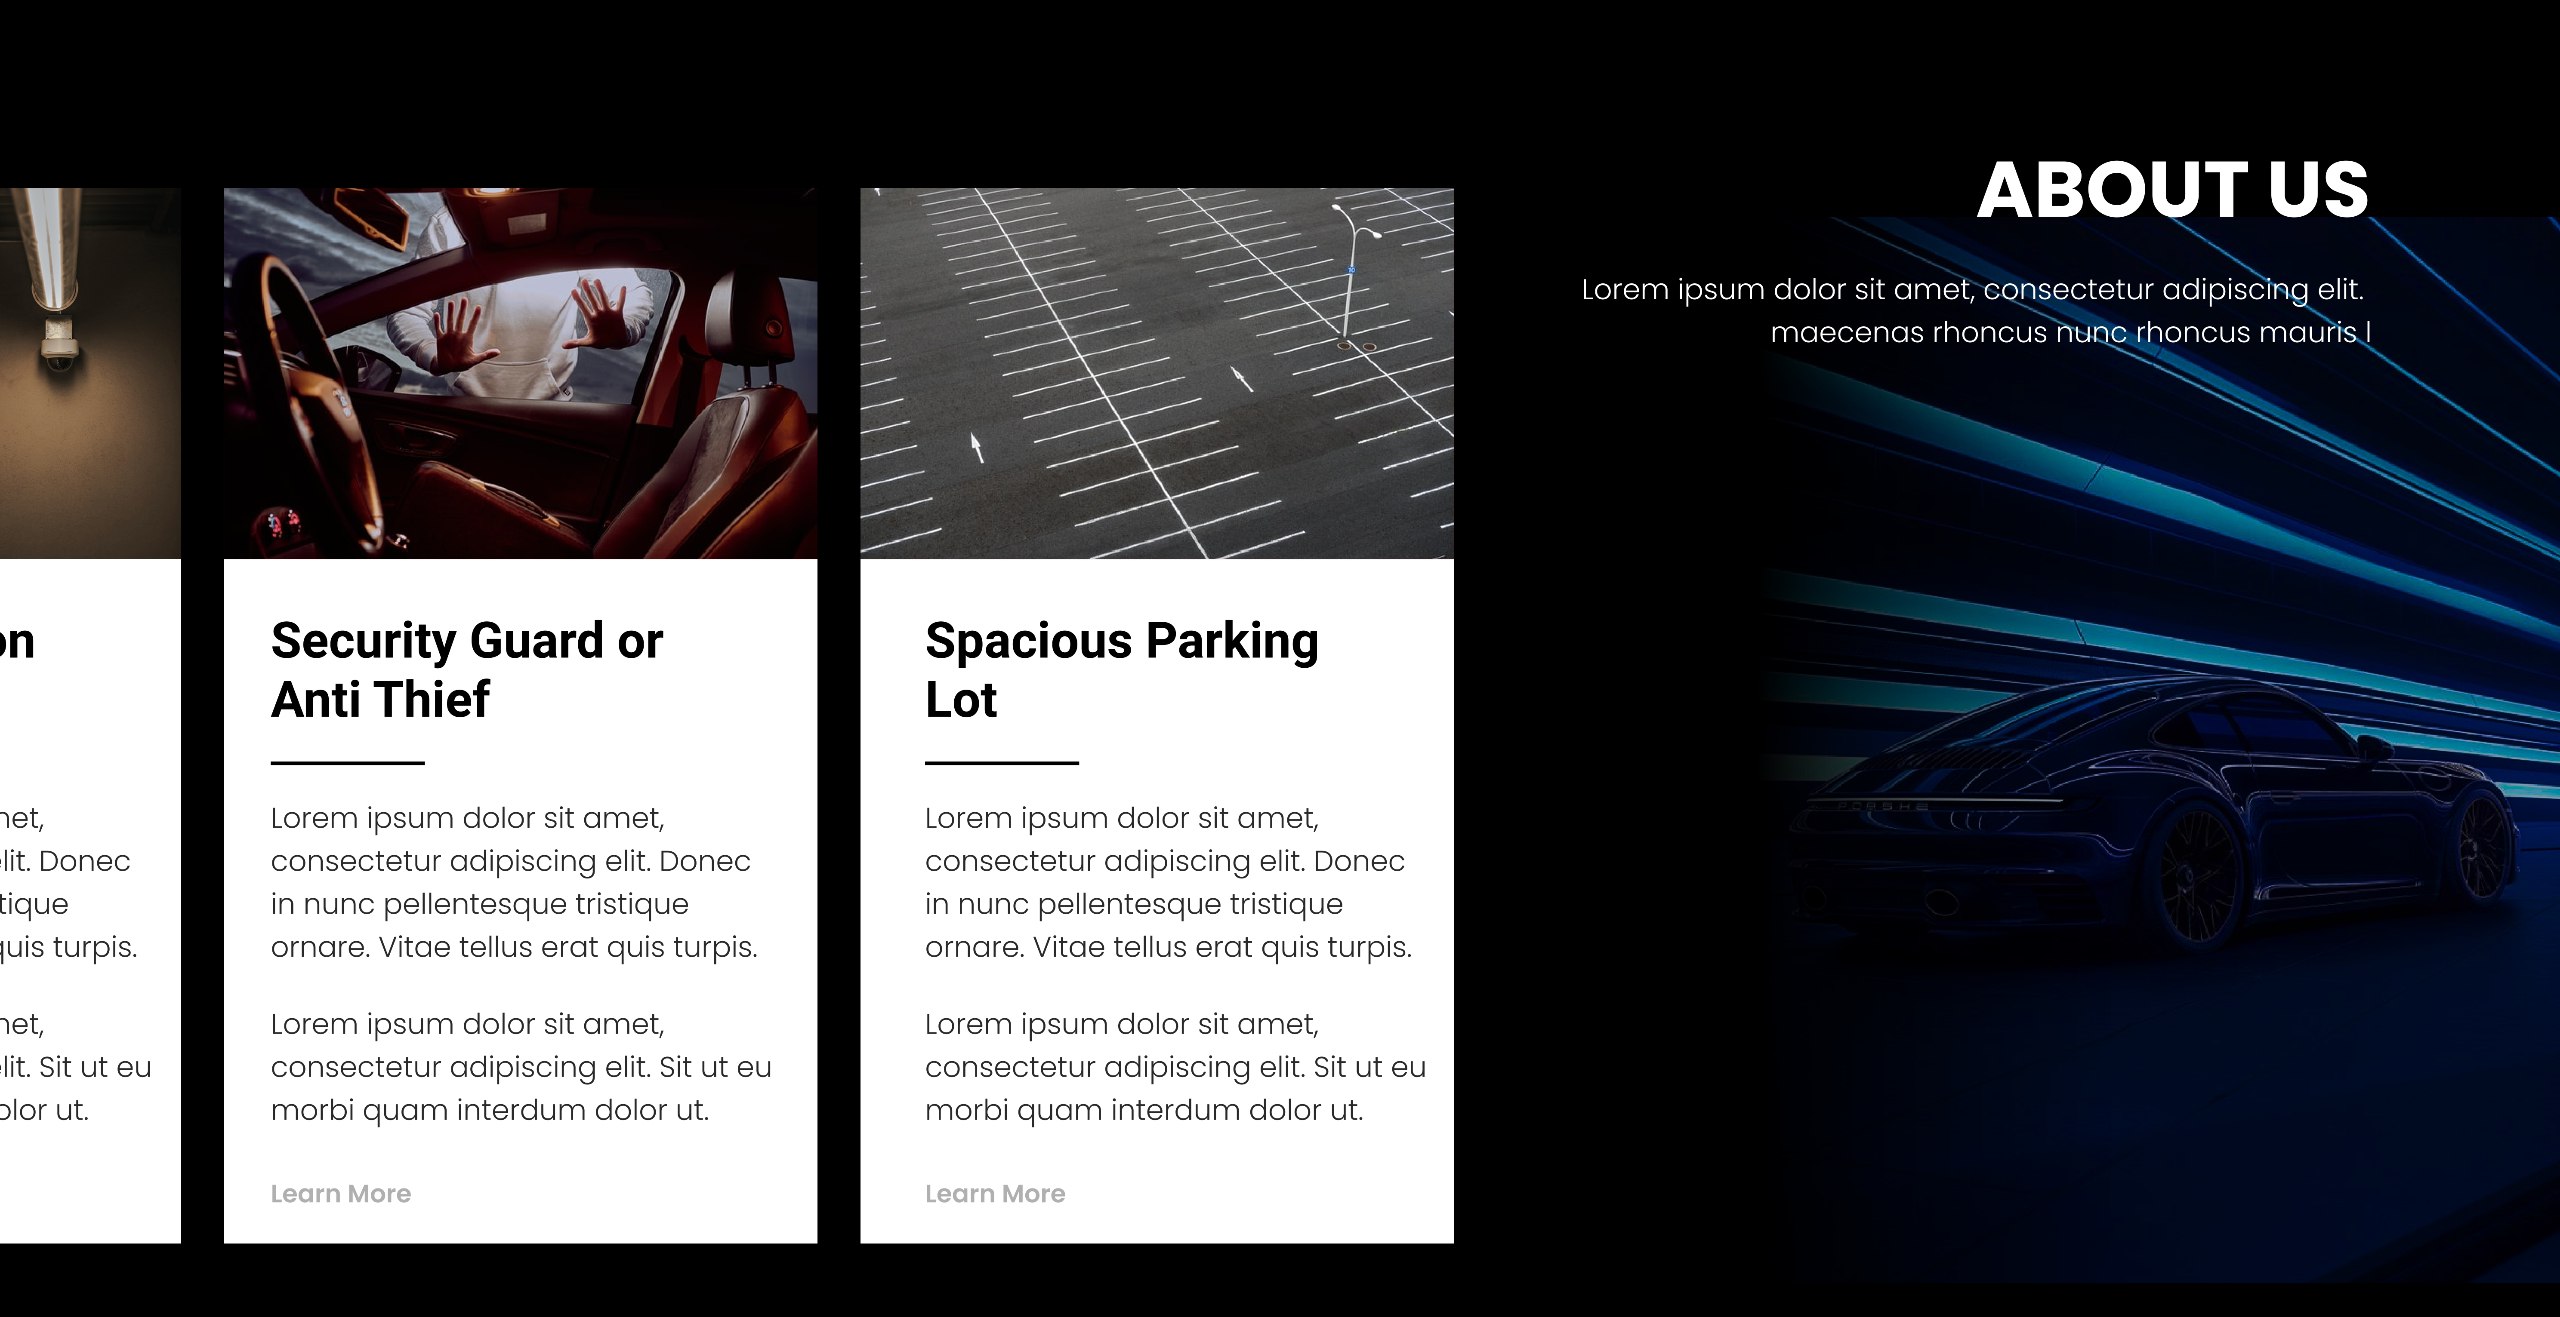 on
net,
elit. Donec
tique
quis turpis.
net,
elit. Sit ut eu
olor ut.
Security Guard or
Anti Thief
Lorem ipsum dolor sit amet,
consectetur adipiscing elit. Donec
in nunc pellentesque tristique
ornare. Vitae tellus erat quis turpis.
Lorem ipsum dolor sit amet,
consectetur adipiscing elit. Sit ut eu
morbi quam interdum dolor ut.
Learn More
Spacious Parking
Lot
Lorem ipsum dolor sit amet,
consectetur adipiscing elit. Donec
in nunc pellentesque tristique
ornare. Vitae tellus erat quis turpis.
Lorem ipsum dolor sit amet,
consectetur adipiscing elit. Sit ut eu
morbi quam interdum dolor ut.
Learn More
ABOUT US
Lorem ipsum dolor sit amet, consectetur adipiscing elit.
maecenas rhoncus nunc rhoncus mauris l